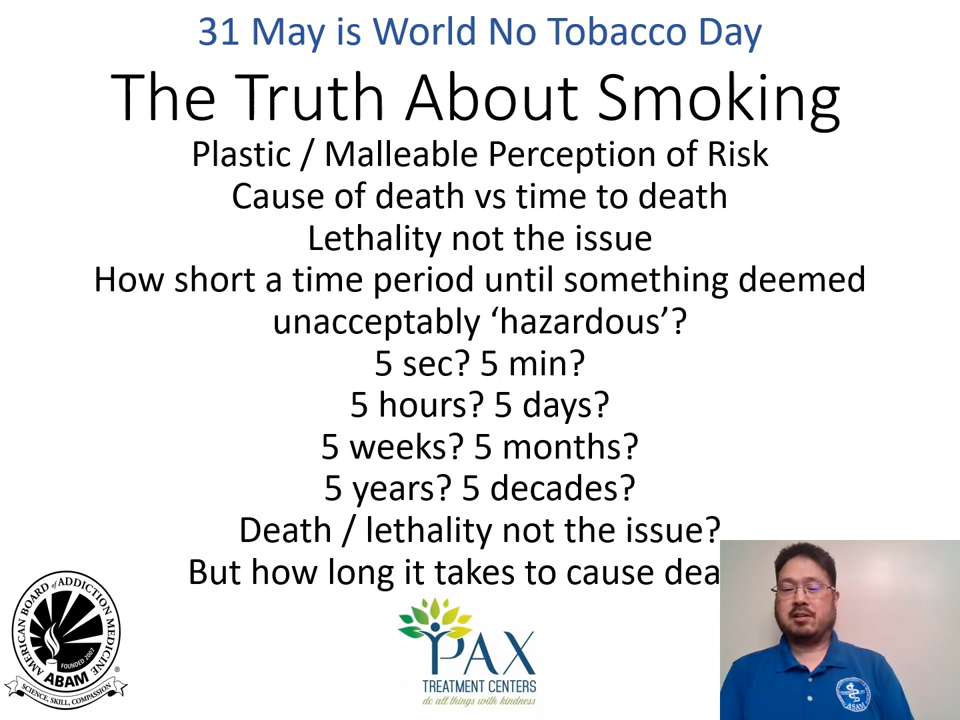 31 May is World No Tobacco Day
The Truth About Smoking
Plastic / Malleable Perception of Risk
Cause of death vs time to death
Lethality not the issue
How short a time period until something deemed
unacceptably ‘hazardous’?
5 sec? 5 min?
5 hours? 5 days?
5 weeks? 5 months?
5 years? 5 decades?
Death / lethality not the issue?
But how long it takes to cause dea
AMERICAN BOARD of ADDICTION MEDICINE
FOUNDED 2007
ABAM
®
SCIENCE, SKILL, COMPASSION
PAX
TREATMENT CENTERS
do all things with kindness
ASAM